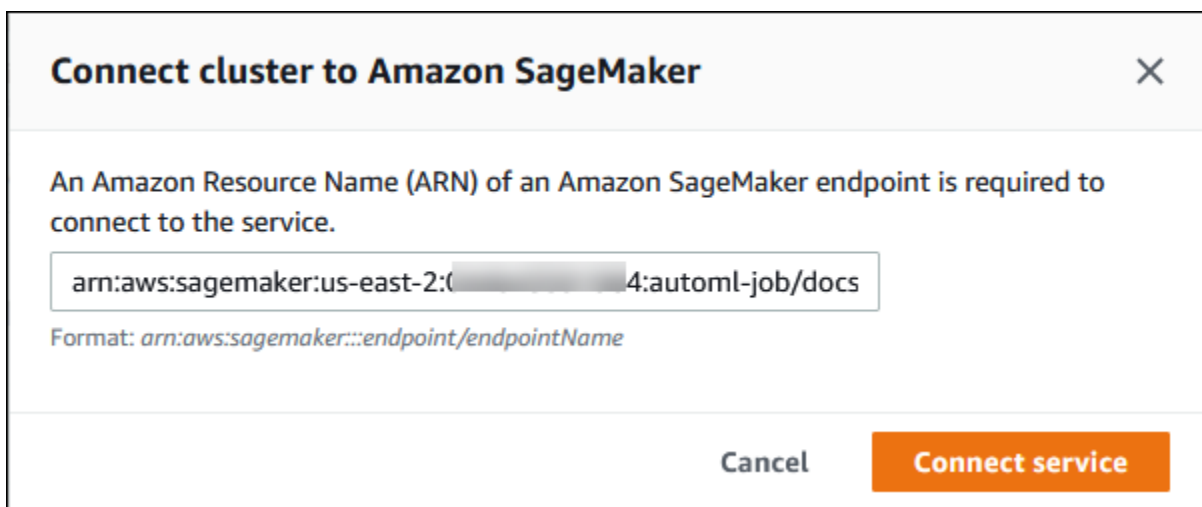 Connect cluster to Amazon SageMaker
An Amazon Resource Name (ARN) of an Amazon SageMaker endpoint is required to
connect to the service.
arn:aws:sagemaker:us-east-2: 4:automl-job/docs
Format: arn:aws:sagemaker:::endpoint/endpointName
Cancel
Connect service